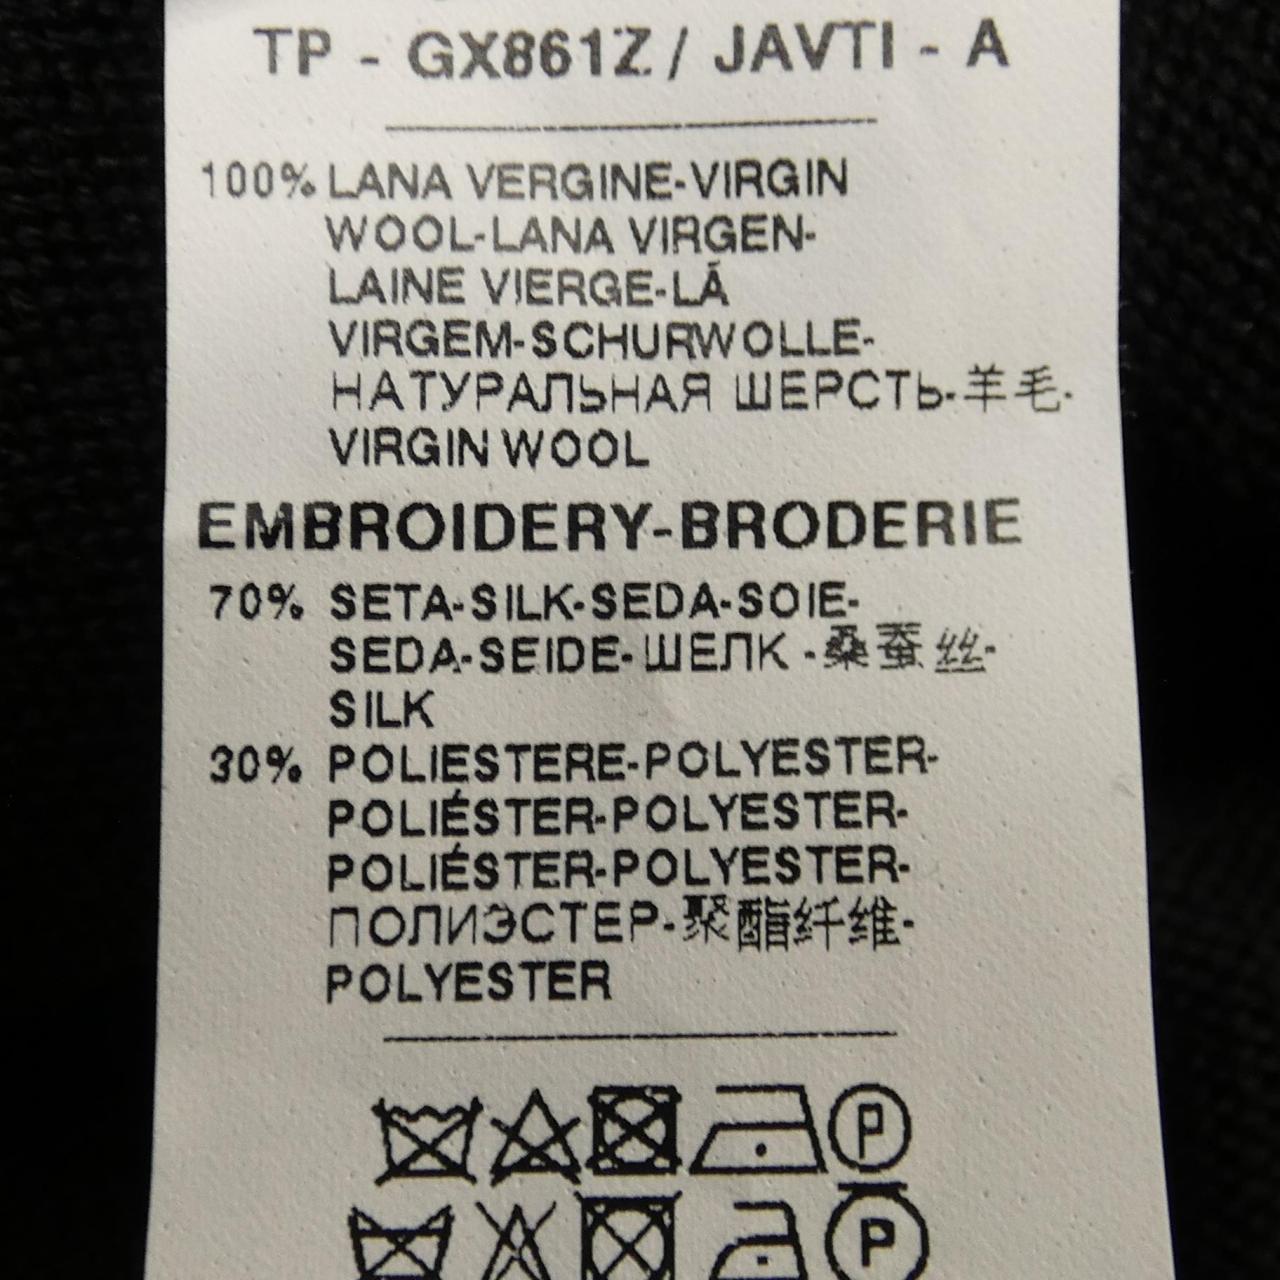 TP - GX861Z / JAVTI - A
100% LANA VERGINE-VIRGIN
WOOL-LANA VIRGEN-
LAINE VIERGE-LÃ
VIRGEM-SCHURWOLLE-
НАТУРАЛЬНАЯ ШЕРСТЬ-羊毛-
VIRGIN WOOL
EMBROIDERY-BRODERIE
70% SETA-SILK-SEDA-SOIE-
SEDA-SEIDE-ШЕЛК -桑蚕丝-
SILK
30% POLIESTERE-POLYESTER-
POLIÉSTER-POLYESTER-
POLIÉSTER-POLYESTER-
ПОЛИЭСТЕР-聚酯纤维-
POLYESTER
P
P